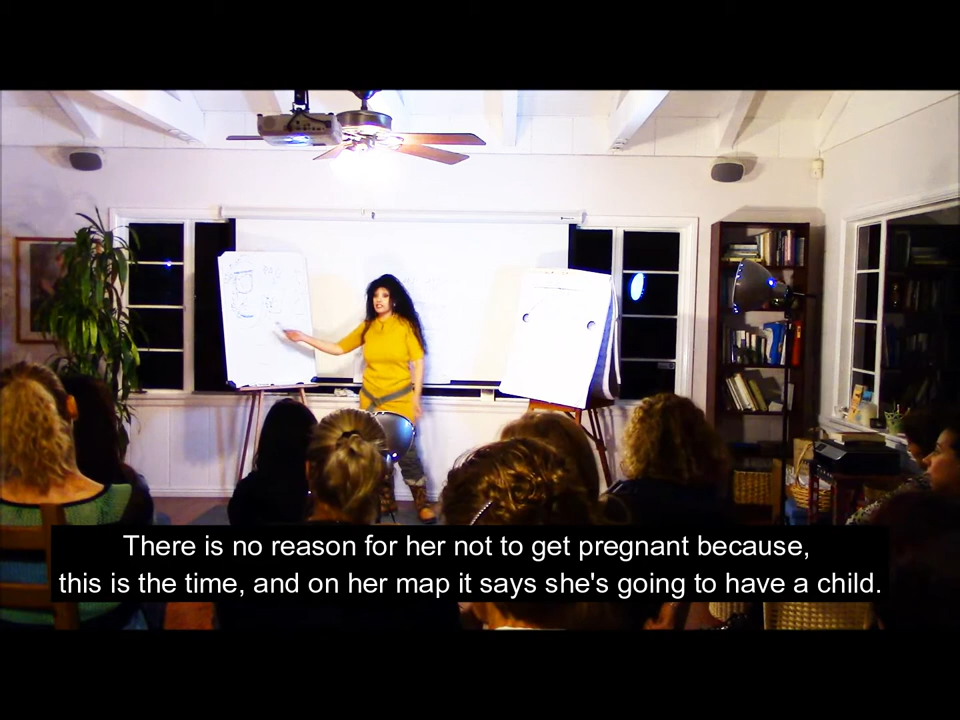 There is no reason for her not to get pregnant because,
this is the time, and on her map it says she's going to have a child.